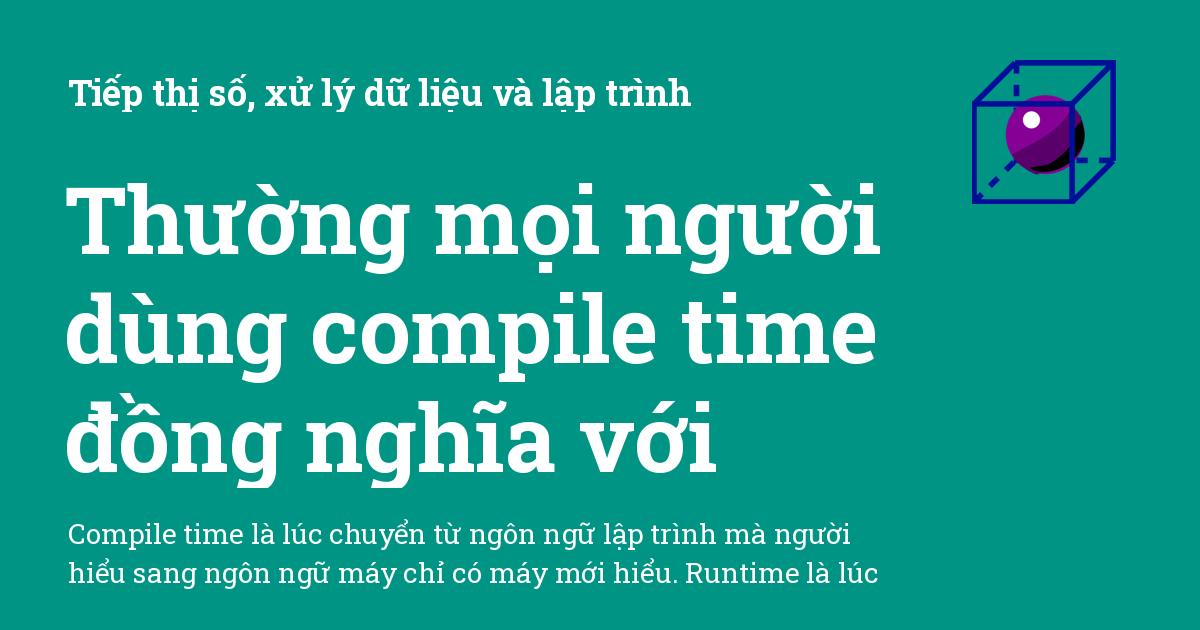 Tiếp thị số, xử lý dữ liệu và lập trình
Thường mọi người
dùng compile time
đồng nghĩa với
Compile time là lúc chuyển từ ngôn ngữ lập trình mà người
hiểu sang ngôn ngữ máy chỉ có máy mới hiểu. Runtime là lúc